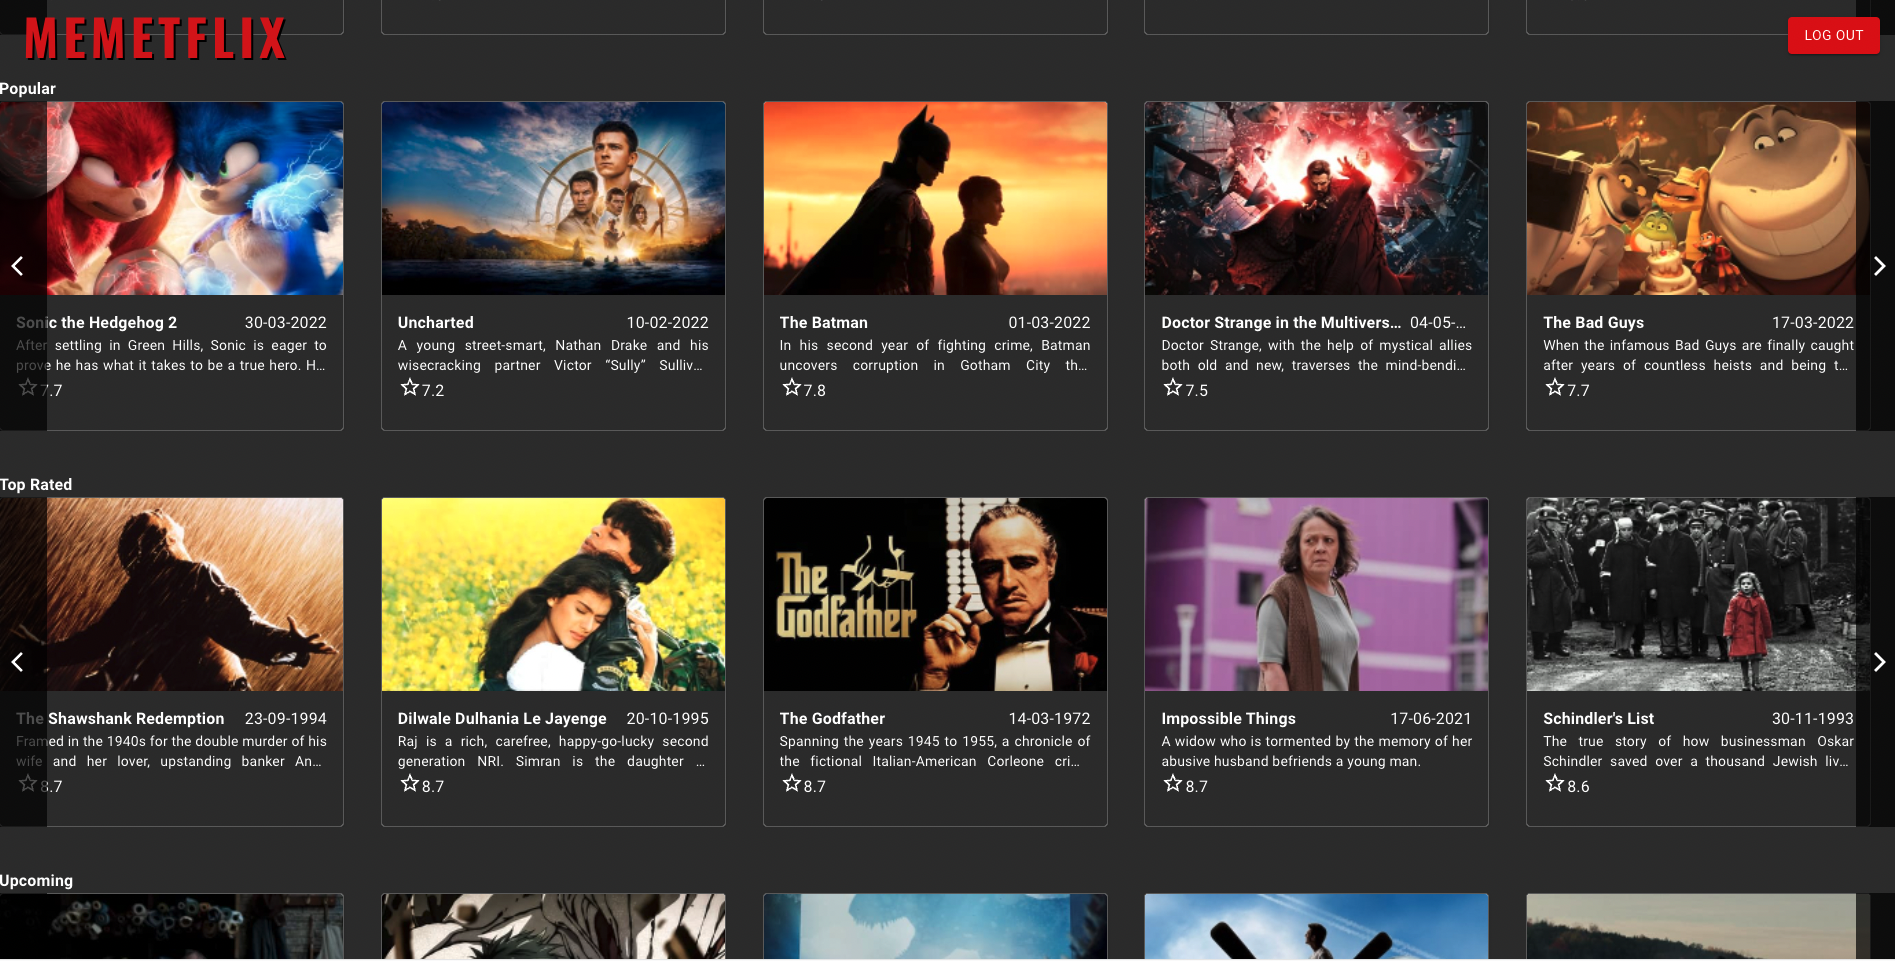 MEMETFLIX
LOG OUT
Popular
Sonic the Hedgehog 2 30-03-2022
After settling in Green Hills, Sonic is eager to
prove he has what it takes to be a true hero. H...
7.7
Uncharted 10-02-2022
A young street-smart, Nathan Drake and his
wisecracking partner Victor “Sully” Sulliv...
7.2
The Batman 01-03-2022
In his second year of fighting crime, Batman
uncovers corruption in Gotham City th...
7.8
Doctor Strange in the Multivers... 04-05-...
Doctor Strange, with the help of mystical allies
both old and new, traverses the mind-bendi...
7.5
The Bad Guys 17-03-2022
When the infamous Bad Guys are finally caught
after years of countless heists and being t...
7.7
Top Rated
The Shawshank Redemption 23-09-1994
Framed in the 1940s for the double murder of his
wife and her lover, upstanding banker An...
8.7
Dilwale Dulhania Le Jayenge 20-10-1995
Raj is a rich, carefree, happy-go-lucky second
generation NRI. Simran is the daughter ...
8.7
The
Godfather
The Godfather 14-03-1972
Spanning the years 1945 to 1955, a chronicle of
the fictional Italian-American Corleone cri...
8.7
Impossible Things 17-06-2021
A widow who is tormented by the memory of her
abusive husband befriends a young man.
8.7
Schindler's List 30-11-1993
The true story of how businessman Oskar
Schindler saved over a thousand Jewish liv...
8.6
Upcoming